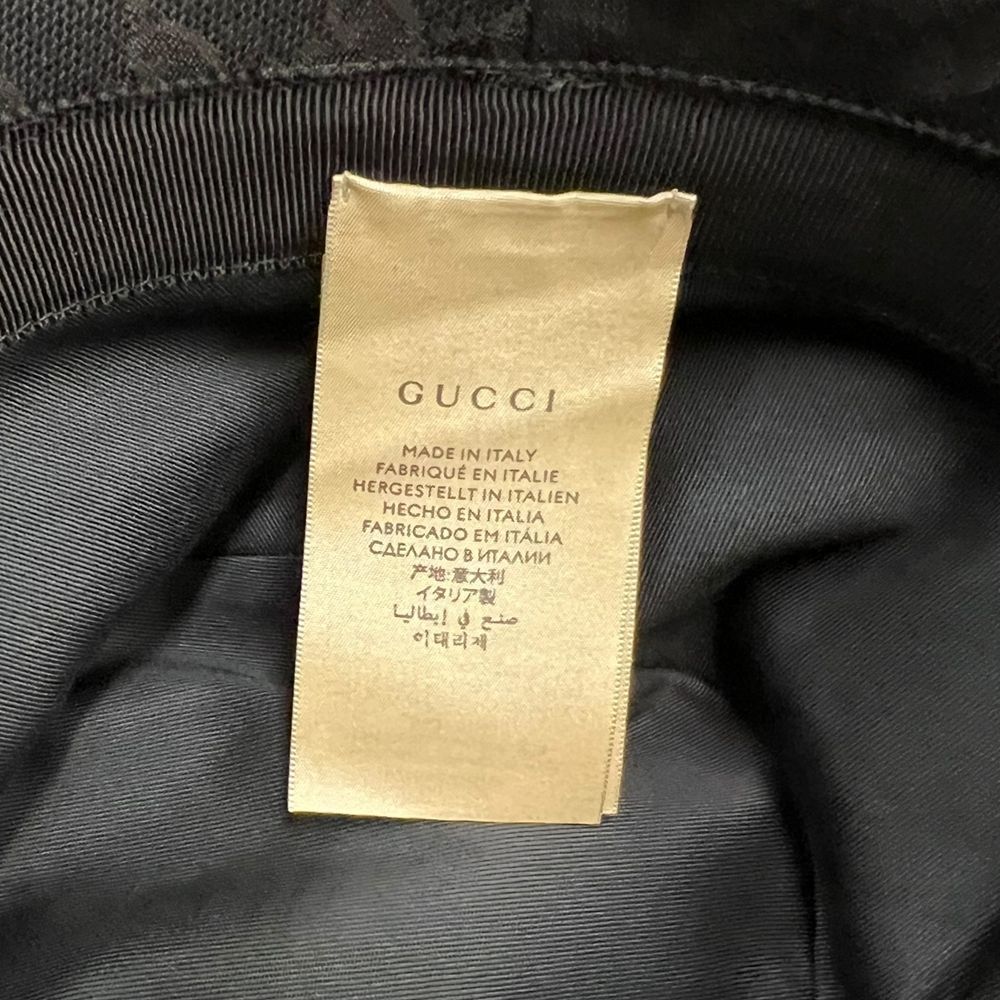 GUCCI
MADE IN ITALY
FABRIQUÉ EN ITALIE
HERGESTELLT IN ITALIEN
HECHO EN ITALIA
FABRICADO EM ITÁLIA
СДЕЛАНО В ИТАЛИИ
产地:意大利
イタリア製
صنع في إيطاليا
이태리제